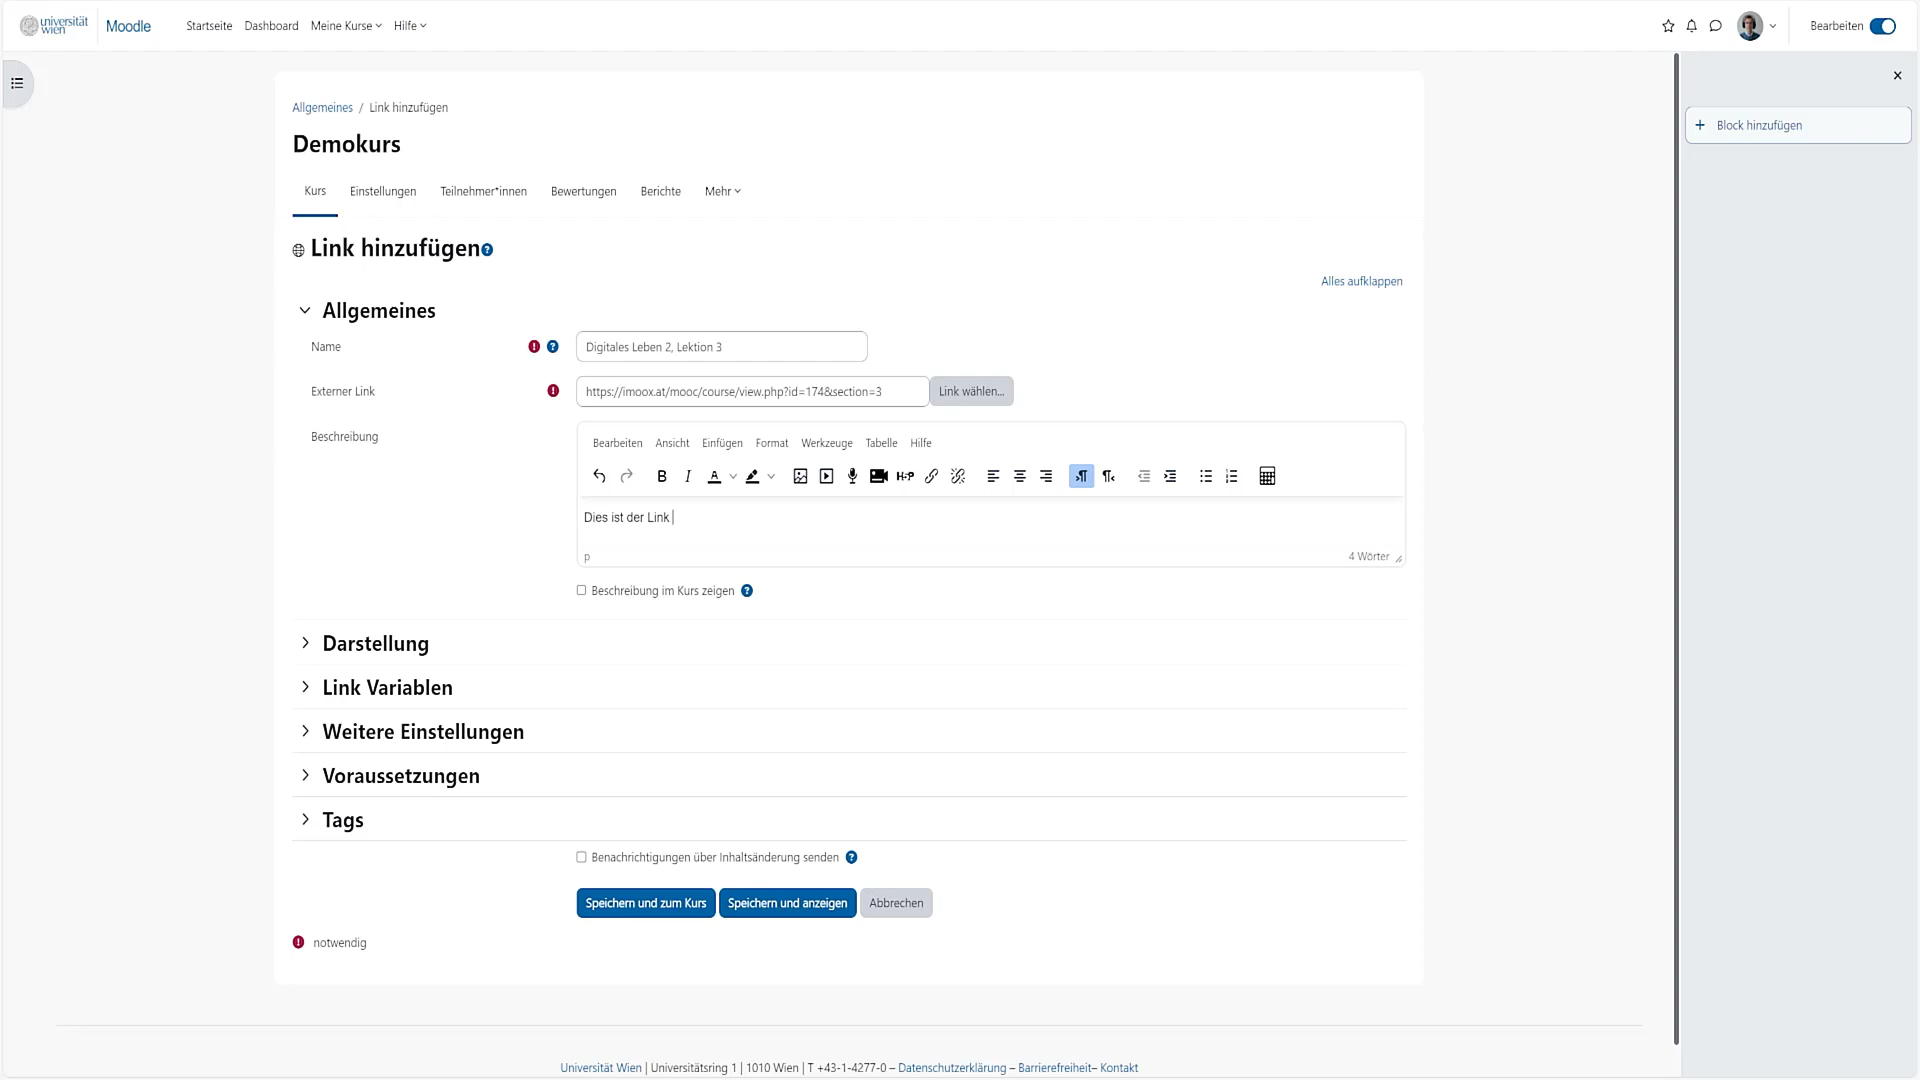 universität wien Moodle Startseite Dashboard Meine Kurse Hilfe Bearbeiten
Allgemeines / Link hinzufügen
Block hinzufügen
Demokurs
Kurs Einstellungen Teilnehmer*innen Bewertungen Berichte Mehr
Link hinzufügen
Alles aufklappen
Allgemeines
Name Digitales Leben 2, Lektion 3
Externer Link https://imoox.at/mooc/course/view.php?id=174&section=3 Link wählen...
Beschreibung
Bearbeiten Ansicht Einfügen Format Werkzeuge Tabelle Hilfe
B I A H-P
Dies ist der Link
p 4 Wörter
Beschreibung im Kurs zeigen
Darstellung
Link Variablen
Weitere Einstellungen
Voraussetzungen
Tags
Benachrichtigungen über Inhaltsänderung senden
Speichern und zum Kurs Speichern und anzeigen Abbrechen
notwendig
Universität Wien | Universitätsring 1 | 1010 Wien | T +43-1-4277-0 – Datenschutzerklärung – Barrierefreiheit– Kontakt